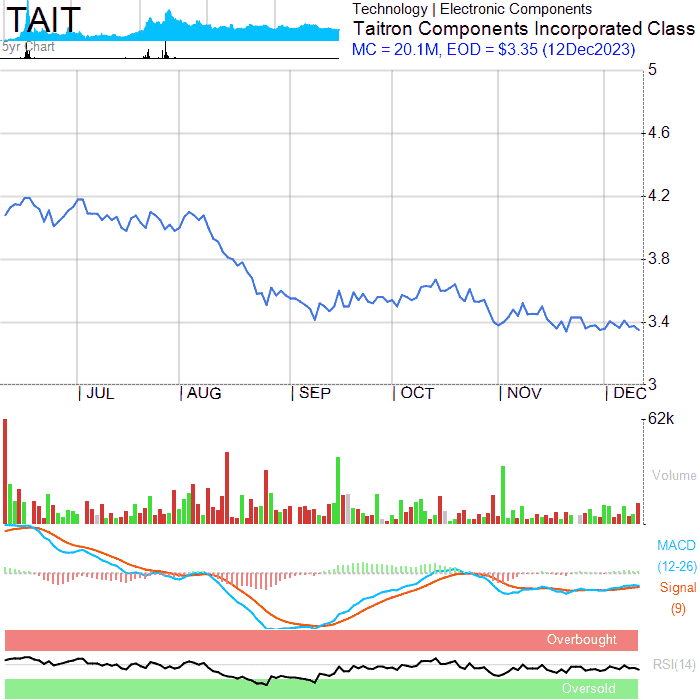 TAIT
5yr Chart
Technology | Electronic Components
Taitron Components Incorporated Class
MC = 20.1M, EOD = $3.35 (12Dec2023)
5
4.6
4.2
3.8
3.4
3
JUL
AUG
SEP
OCT
NOV
DEC
62k
Volume
MACD
(12-26)
Signal
(9)
Overbought
RSI(14)
Oversold